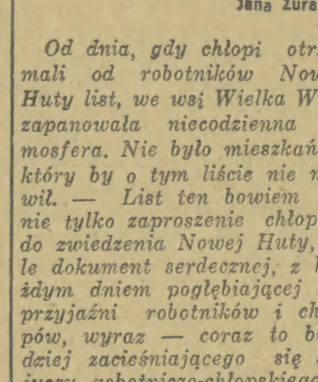 Jana Żura
Od dnia, gdy chłopi otr
mali od robotników Now
Huty list, we wsi Wielka W
zapanowała niecodzienna
mosfera. Nie było mieszkań
który by o tym liście nie m
wił. — List ten bowiem
nie tylko zaproszenie chłop
do zwiedzenia Nowej Huty,
le dokument serdecznej, z k
żdym dniem pogłębiającej
przyjaźni robotników i ch
pów, wyraz — coraz to b
dziej zacieśniającego się
robotniczo-chłopskiego